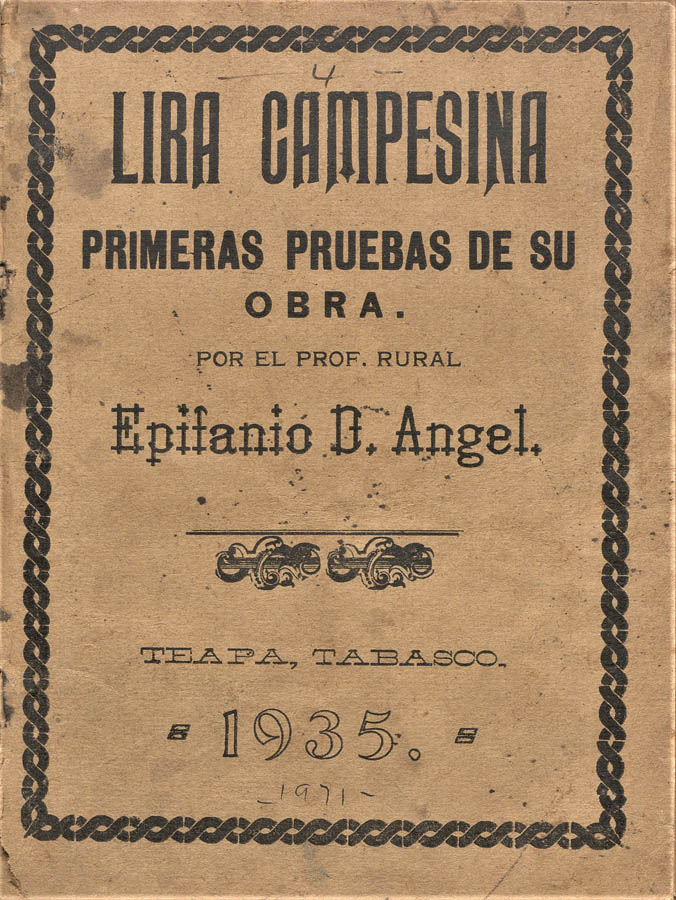 - 4 -
LIRA CAMPESINA
PRIMERAS PRUEBAS DE SU
OBRA.
POR EL PROF. RURAL
Epifanio D. Angel.
TEAPA, TABASCO.
= 1935. =
- 1971 -